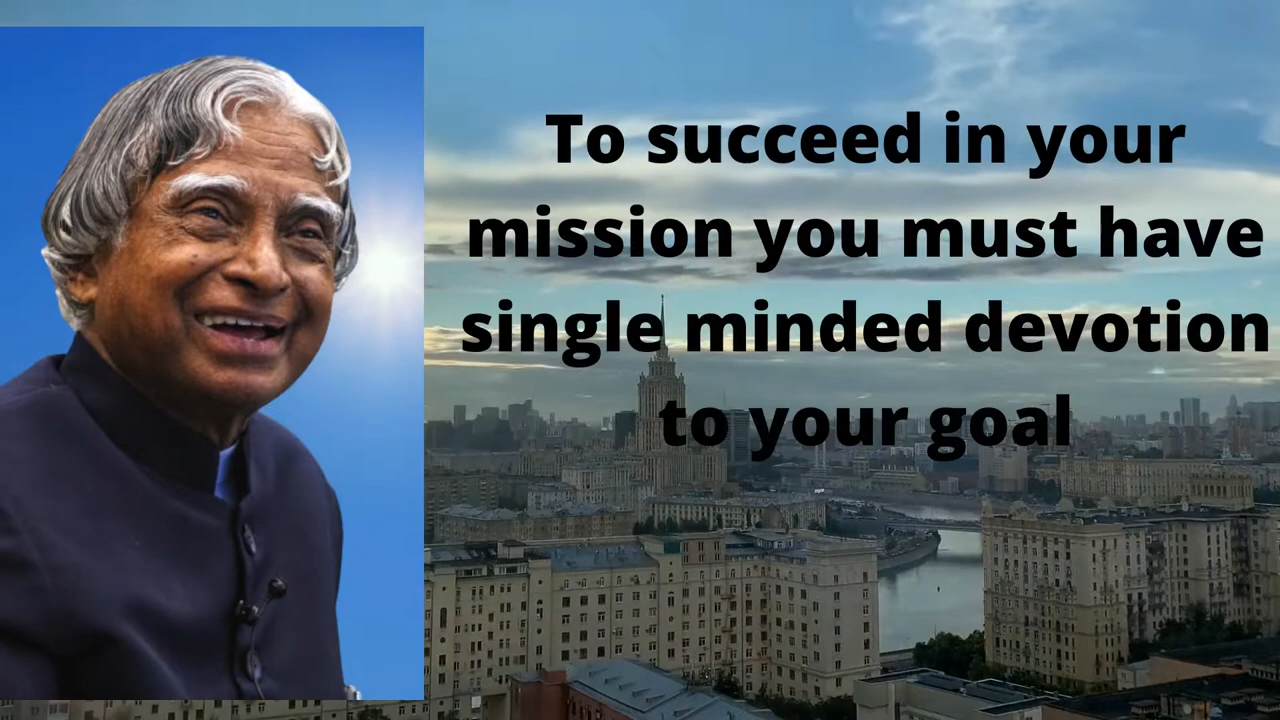 To succeed in your
mission you must have
single minded devotion
to your goal